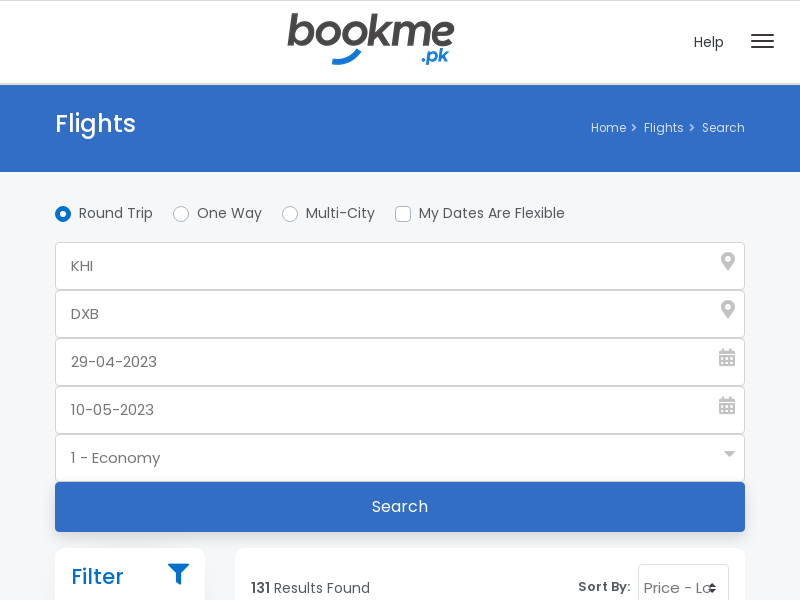 bookme
.pk
Help
Flights
Home
Flights
Search
Round Trip
One Way
Multi-City
My Dates Are Flexible
KHI
DXB
29-04-2023
10-05-2023
1 - Economy
Search
Filter
131 Results Found
Sort By:
Price - Lo